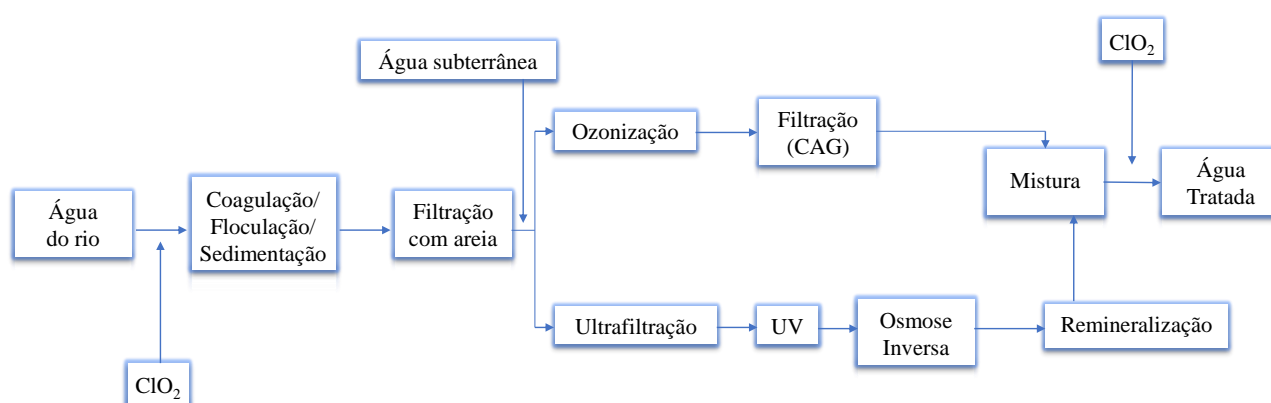 ClO₂
Água subterrânea
Ozonização
Filtração
(CAG)
Mistura
Água
Tratada
Água
do rio
Coagulação/
Floculação/
Sedimentação
Filtração
com areia
Ultrafiltração
UV
Osmose
Inversa
Remineralização
ClO₂